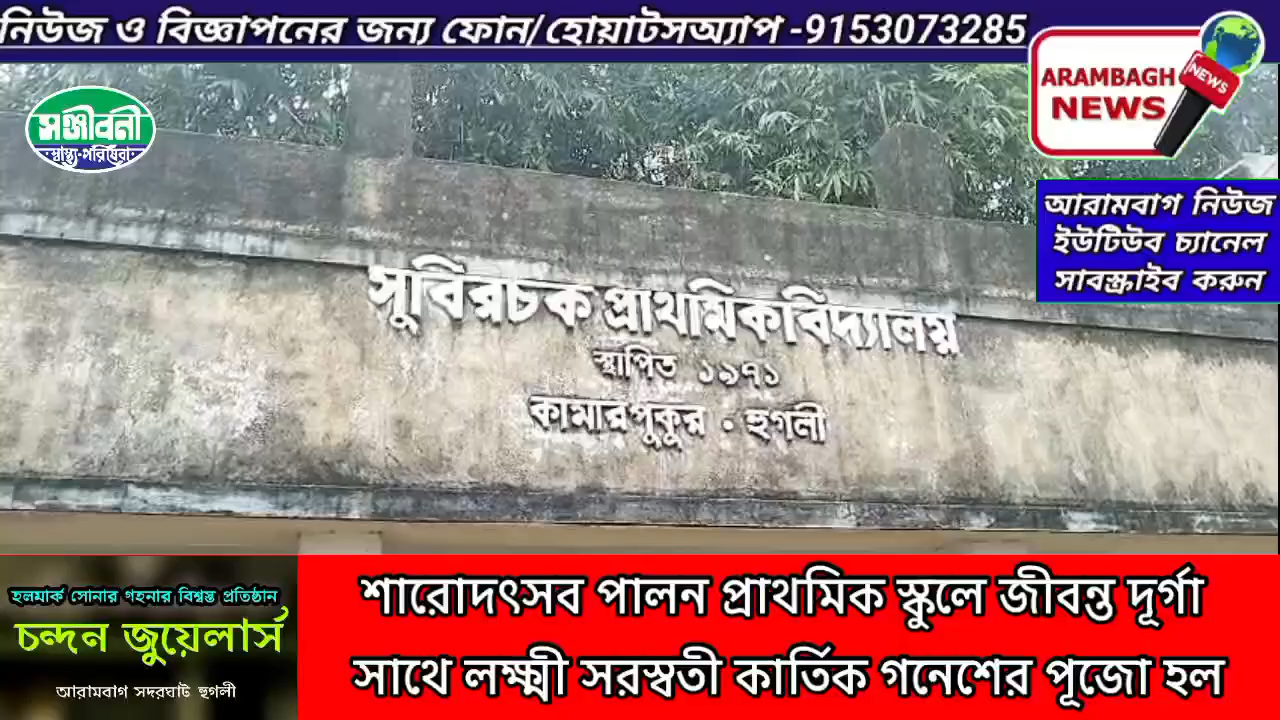 নিউজ ও বিজ্ঞাপনের জন্য ফোন/হোয়াটসঅ্যাপ -9153073285
সঞ্জীবনী
স্বাস্থ্য-পরিষেবা
ARAMBAGH
NEWS
NEWS
আরামবাগ নিউজ
ইউটিউব চ্যানেল
সাবস্ক্রাইব করুন
সুবিরচক প্রাথমিকবিদ্যালয়
স্থাপিত ১৯৭১
কামারপুকুর • হুগলী
হলমার্ক সোনার গহনার বিশ্বস্ত প্রতিষ্ঠান
চন্দন জুয়েলার্স
আরামবাগ সদরঘাট হুগলী
শারোদৎসব পালন প্রাথমিক স্কুলে জীবন্ত দূর্গা
সাথে লক্ষ্মী সরস্বতী কার্তিক গনেশের পূজো হল